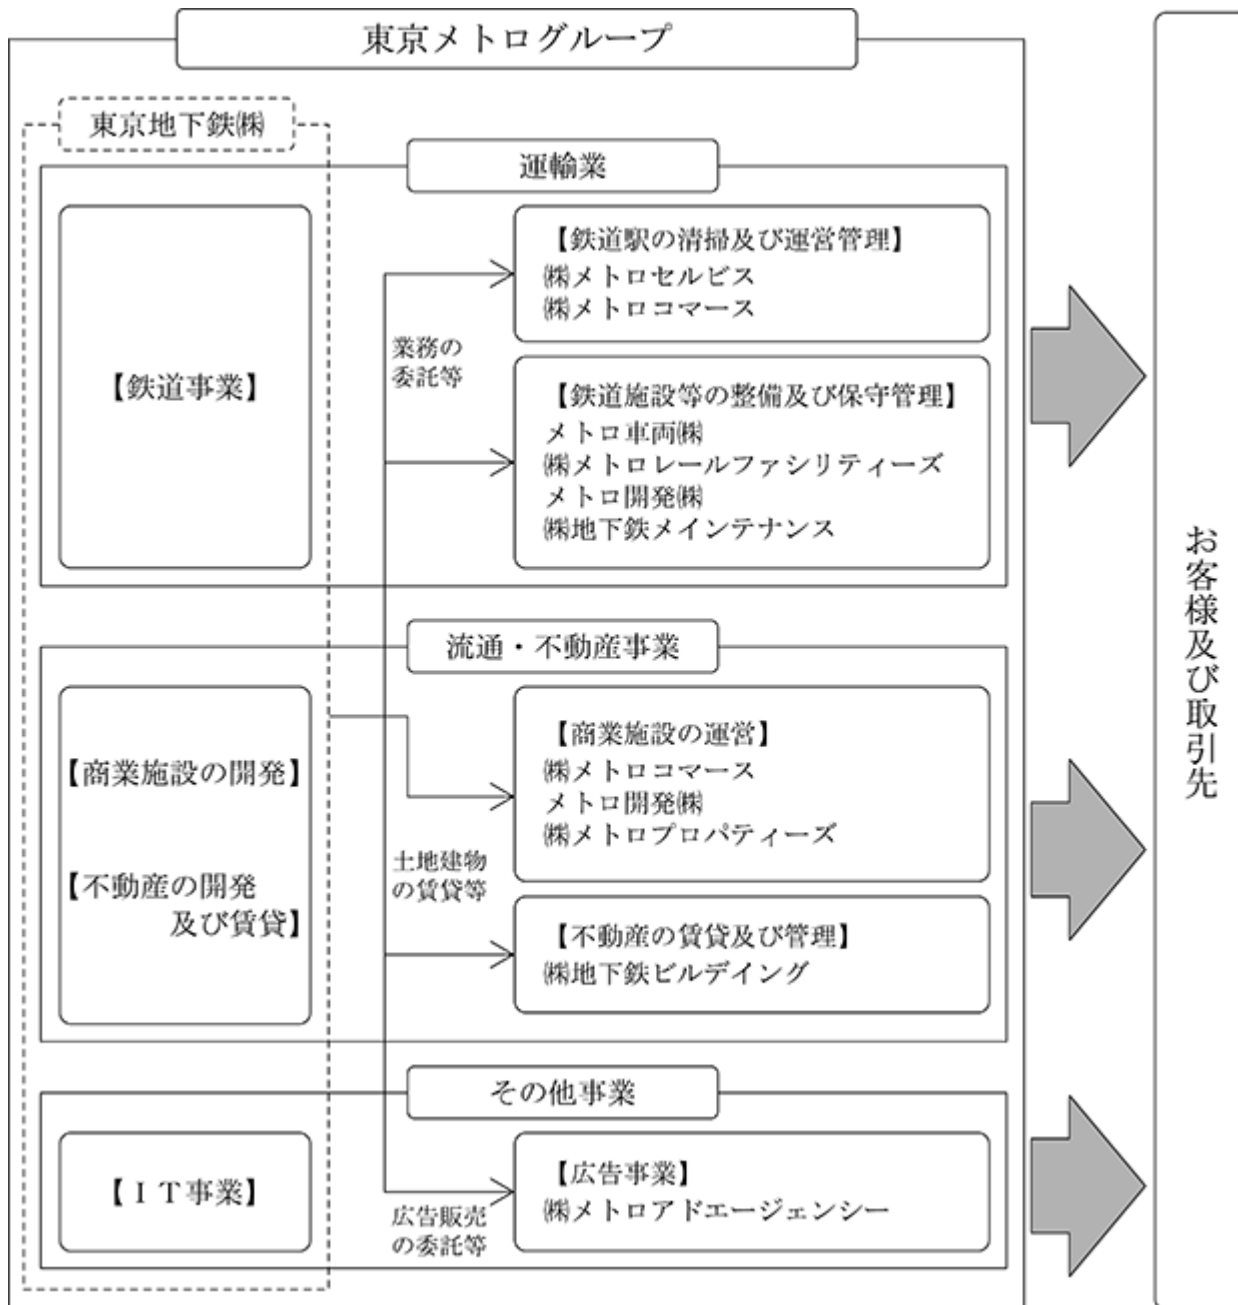 東京メトログループ
東京地下鉄㈱
運輸業
【鉄道事業】
業務の
委託等
【鉄道駅の清掃及び運営管理】
㈱メトロセルビス
㈱メトロコマース
【鉄道施設等の整備及び保守管理】
メトロ車両㈱
㈱メトロレールファシリティーズ
メトロ開発㈱
㈱地下鉄メインテナンス
流通・不動産事業
【商業施設の開発】
【不動産の開発
及び賃貸】
土地建物
の賃貸等
【商業施設の運営】
㈱メトロコマース
メトロ開発㈱
㈱メトロプロパティーズ
【不動産の賃貸及び管理】
㈱地下鉄ビルデイング
その他事業
【ＩＴ事業】
広告販売
の委託等
【広告事業】
㈱メトロアドエージェンシー
お客様及び取引先